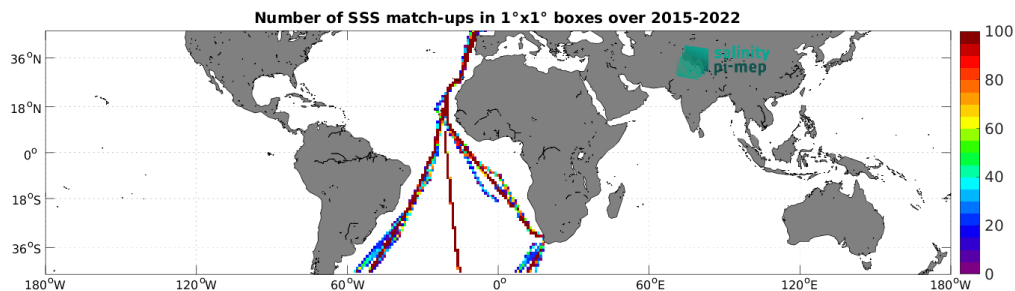 Number of SSS match-ups in 1°x1° boxes over 2015-2022
salinity
pi-mep
36°N
18°N
0°
18°S
36°S
180°W
120°W
60°W
0°
60°E
120°E
180°W
100
80
60
40
20
0